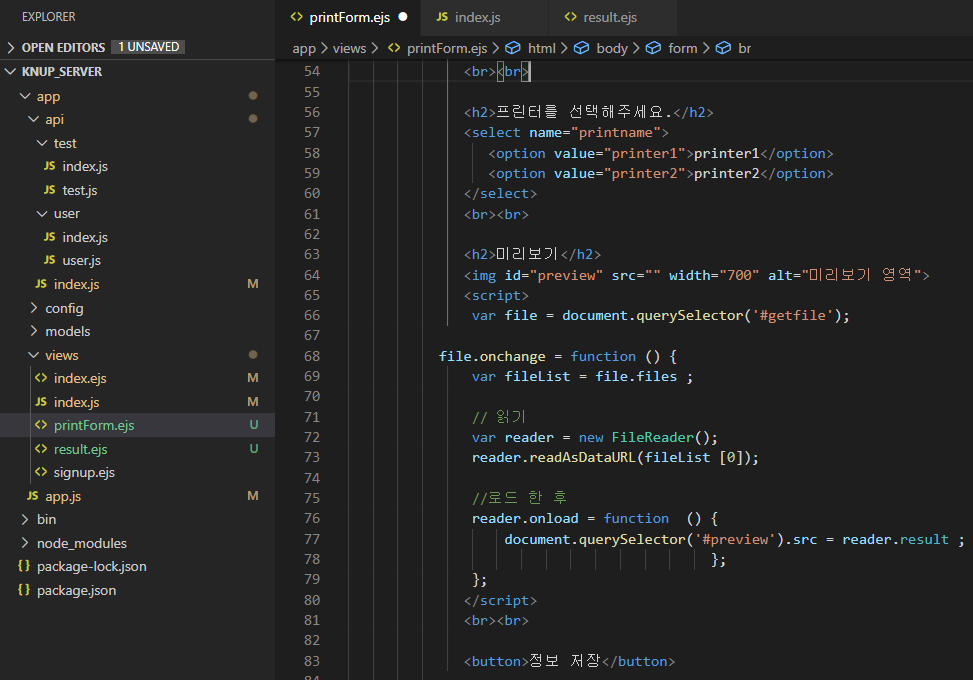 EXPLORER
OPEN EDITORS 1 UNSAVED
KNUP_SERVER
app
api
test
JS index.js
JS test.js
user
JS index.js
JS user.js
JS index.js M
config
models
views
<> index.ejs M
JS index.js M
<> printForm.ejs U
<> result.ejs U
<> signup.ejs
JS app.js M
bin
node_modules
{} package-lock.json
{} package.json
<> printForm.ejs ● JS index.js <> result.ejs
app > views > <> printForm.ejs > html > body > form > br
54 <br><br>
55
56 <h2>프린터를 선택해주세요.</h2>
57 <select name="printname">
58 <option value="printer1">printer1</option>
59 <option value="printer2">printer2</option>
60 </select>
61 <br><br>
62
63 <h2>미리보기</h2>
64 <img id="preview" src="" width="700" alt="미리보기 영역">
65 <script>
66 var file = document.querySelector('#getfile');
67
68 file.onchange = function () {
69 var fileList = file.files ;
70
71 // 읽기
72 var reader = new FileReader();
73 reader.readAsDataURL(fileList [0]);
74
75 //로드 한 후
76 reader.onload = function  () {
77 document.querySelector('#preview').src = reader.result ;
78 };
79 };
80 </script>
81 <br><br>
82
83 <button>정보 저장</button>
84